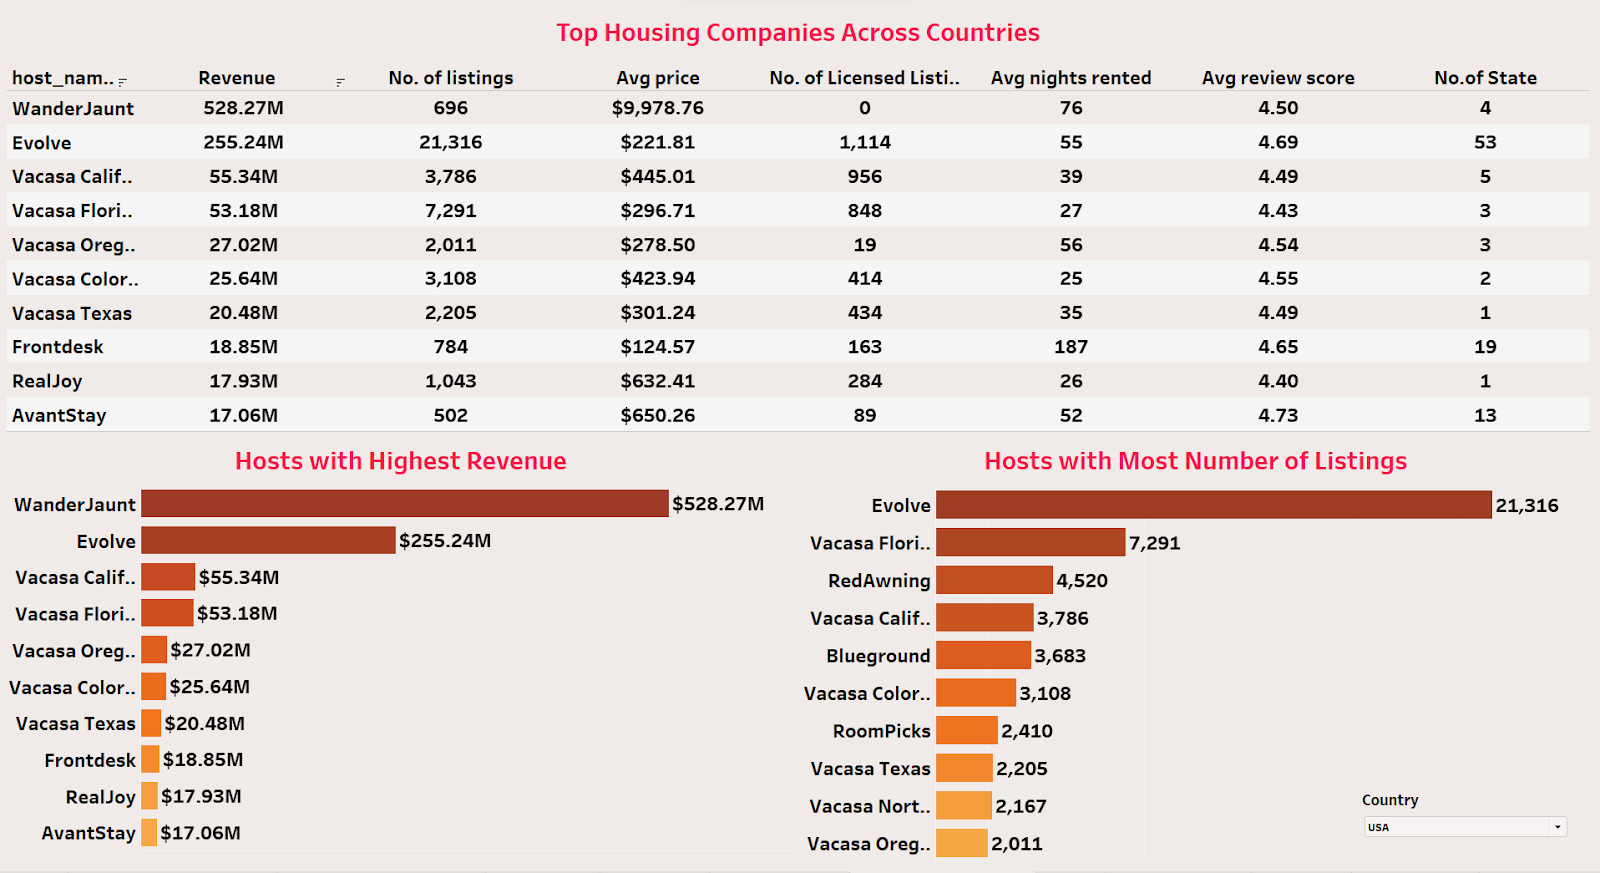 Top Housing Companies Across Countries
host_nam.. Revenue No. of listings Avg price No. of Licensed Listi.. Avg nights rented Avg review score No.of State
WanderJaunt 528.27M 696 $9,978.76 0 76 4.50 4
Evolve 255.24M 21,316 $221.81 1,114 55 4.69 53
Vacasa Calif.. 55.34M 3,786 $445.01 956 39 4.49 5
Vacasa Flori.. 53.18M 7,291 $296.71 848 27 4.43 3
Vacasa Oreg.. 27.02M 2,011 $278.50 19 56 4.54 3
Vacasa Color.. 25.64M 3,108 $423.94 414 25 4.55 2
Vacasa Texas 20.48M 2,205 $301.24 434 35 4.49 1
Frontdesk 18.85M 784 $124.57 163 187 4.65 19
RealJoy 17.93M 1,043 $632.41 284 26 4.40 1
AvantStay 17.06M 502 $650.26 89 52 4.73 13
Hosts with Highest Revenue
WanderJaunt $528.27M
Evolve $255.24M
Vacasa Calif.. $55.34M
Vacasa Flori.. $53.18M
Vacasa Oreg.. $27.02M
Vacasa Color.. $25.64M
Vacasa Texas $20.48M
Frontdesk $18.85M
RealJoy $17.93M
AvantStay $17.06M
Hosts with Most Number of Listings
Evolve 21,316
Vacasa Flori.. 7,291
RedAwning 4,520
Vacasa Calif.. 3,786
Blueground 3,683
Vacasa Color.. 3,108
RoomPicks 2,410
Vacasa Texas 2,205
Vacasa Nort.. 2,167
Vacasa Oreg.. 2,011
Country
USA